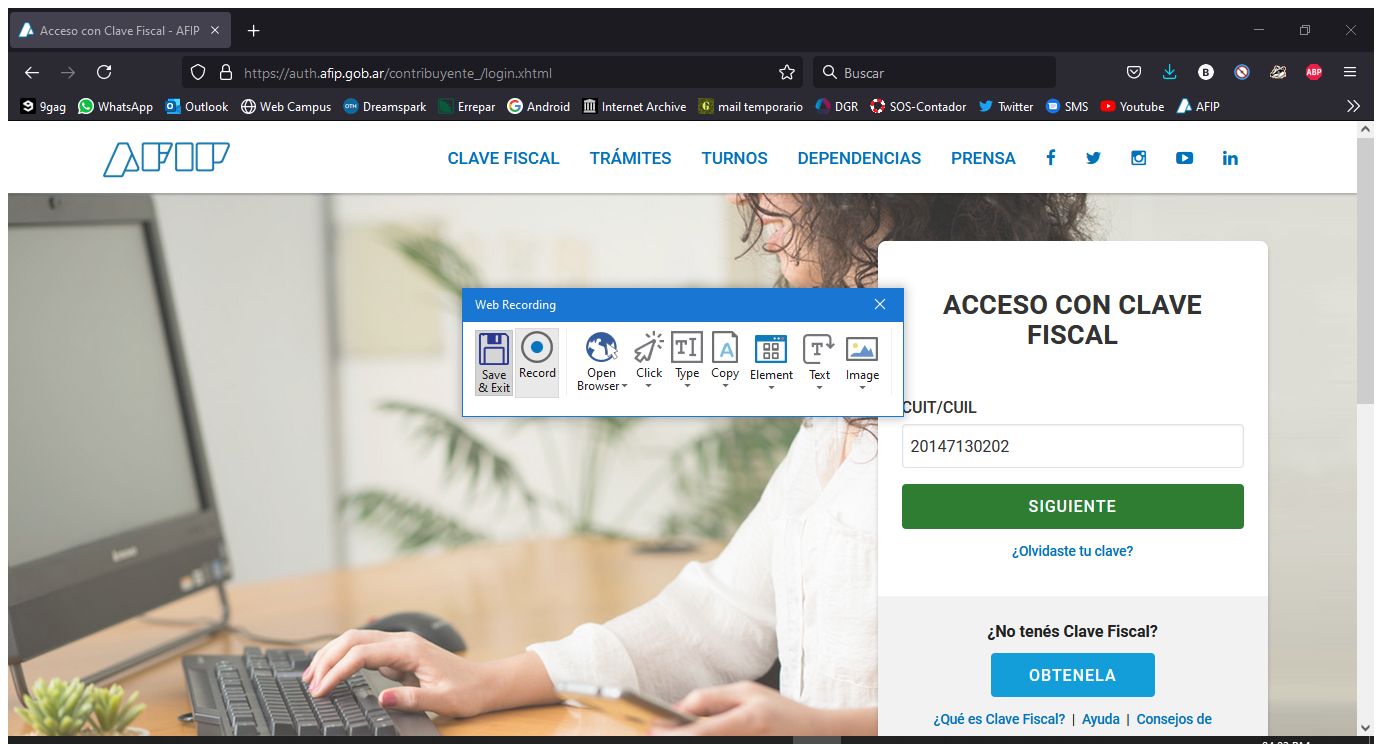 Acceso con Clave Fiscal - AFIP
https://auth.afip.gob.ar/contribuyente_/login.xhtml
Buscar
9gag WhatsApp Outlook Web Campus Dreamspark Errepar Android Internet Archive mail temporario DGR SOS-Contador Twitter SMS Youtube AFIP
AFIP CLAVE FISCAL TRÁMITES TURNOS DEPENDENCIAS PRENSA
Web Recording
Save & Exit
Record
Open Browser
Click
Type
Copy
Element
Text
Image
ACCESO CON CLAVE
FISCAL
CUIT/CUIL
20147130202
SIGUIENTE
¿Olvidaste tu clave?
¿No tenés Clave Fiscal?
OBTENELA
¿Qué es Clave Fiscal? | Ayuda | Consejos de